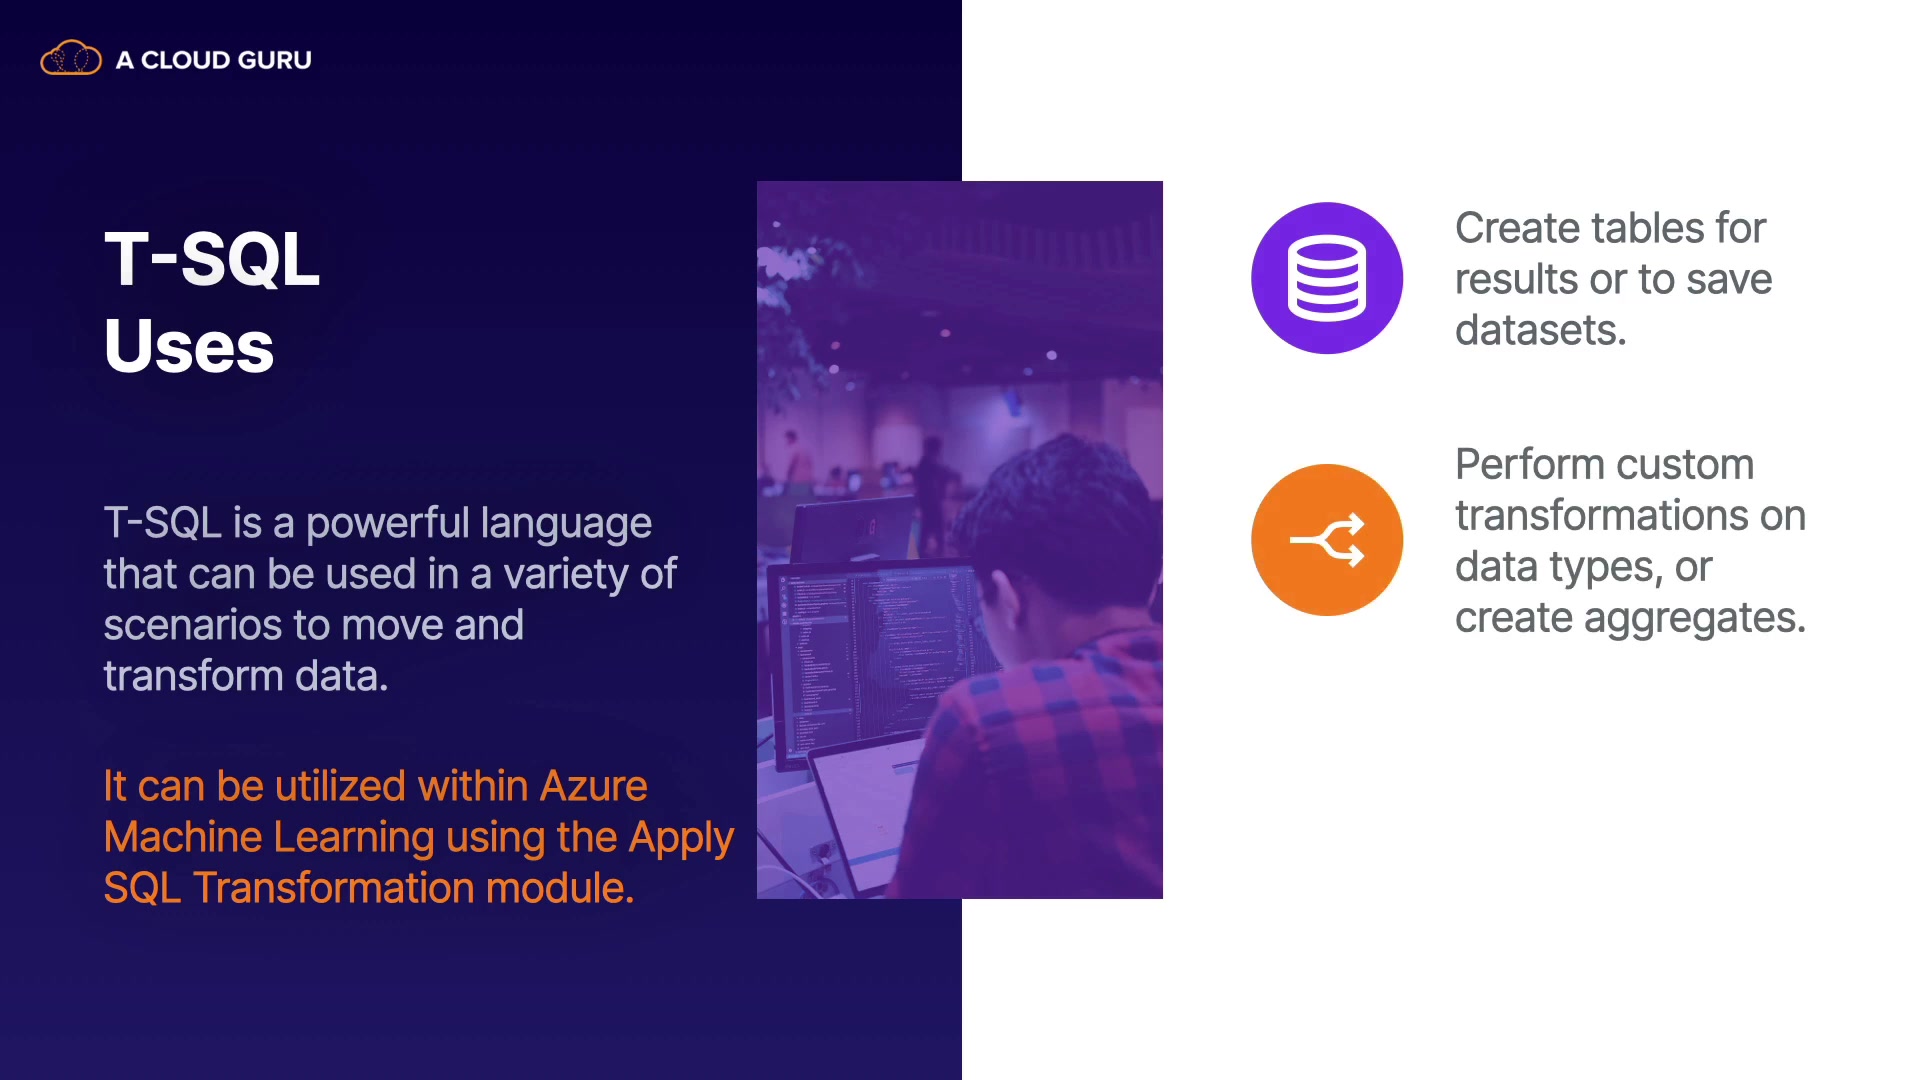 A CLOUD GURU
T-SQL
Uses
T-SQL is a powerful language
that can be used in a variety of
scenarios to move and
transform data.
It can be utilized within Azure
Machine Learning using the Apply
SQL Transformation module.
Create tables for
results or to save
datasets.
Perform custom
transformations on
data types, or
create aggregates.